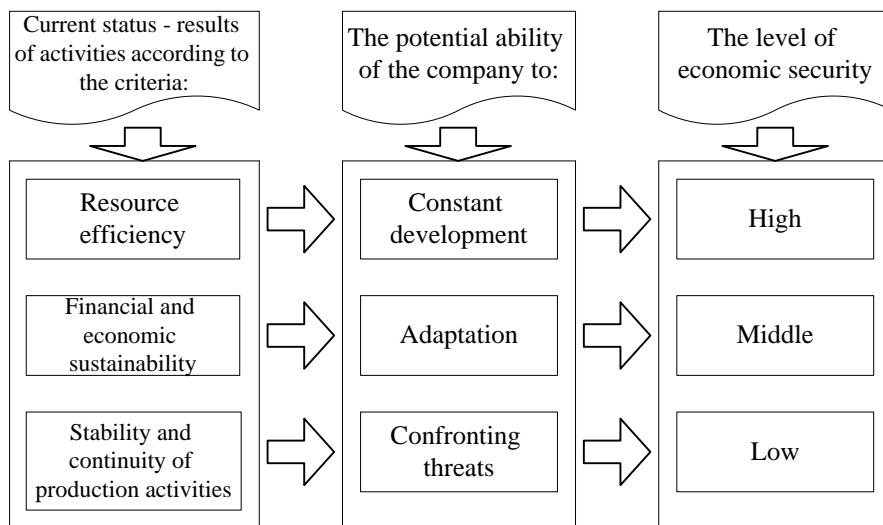 Current status - results
of activities according to
the criteria:
The potential ability
of the company to:
The level of
economic security
Resource
efficiency
Constant
development
High
Financial and
economic
sustainability
Adaptation
Middle
Stability and
continuity of
production activities
Confronting
threats
Low